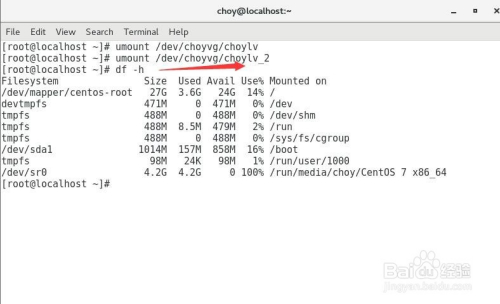 choy@localhost:~
File Edit View Search Terminal Help
[root@localhost ~]# umount /dev/choyvg/choylv
[root@localhost ~]# umount /dev/choyvg/choylv_2
[root@localhost ~]# df -h
Filesystem Size Used Avail Use% Mounted on
/dev/mapper/centos-root 27G 3.6G 24G 14% /
devtmpfs 471M 0 471M 0% /dev
tmpfs 488M 0 488M 0% /dev/shm
tmpfs 488M 8.5M 479M 2% /run
tmpfs 488M 0 488M 0% /sys/fs/cgroup
/dev/sda1 1014M 157M 858M 16% /boot
tmpfs 98M 24K 98M 1% /run/user/1000
/dev/sr0 4.2G 4.2G 0 100% /run/media/choy/CentOS 7 x86_64
[root@localhost ~]#
Baidu 经验
jingyan.baidu.com